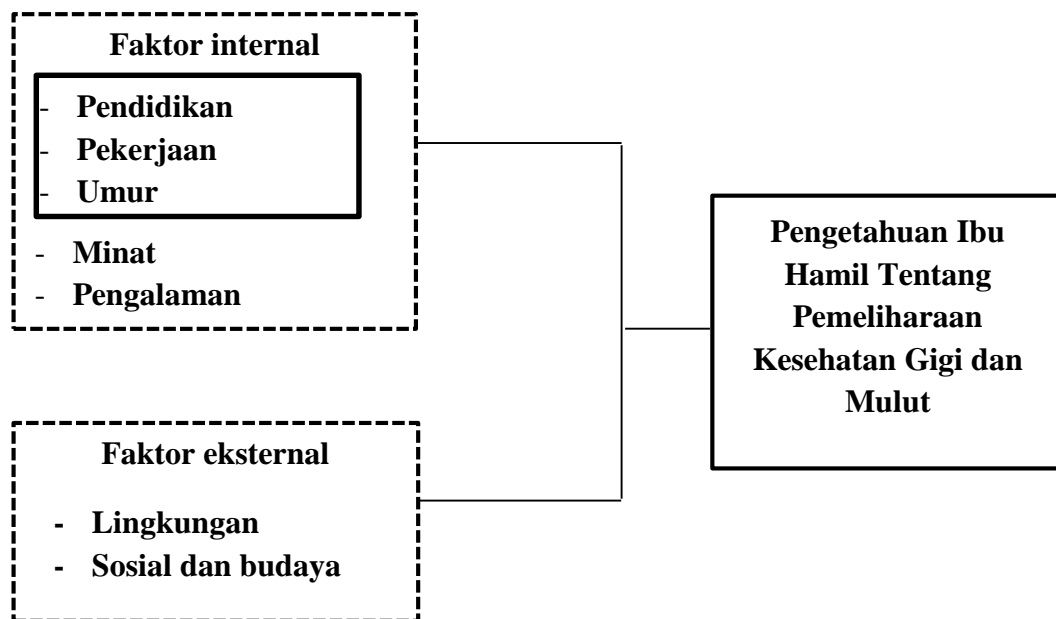 Faktor internal
- Pendidikan
- Pekerjaan
- Umur
- Minat
- Pengalaman
Faktor eksternal
- Lingkungan
- Sosial dan budaya
Pengetahuan Ibu
Hamil Tentang
Pemeliharaan
Kesehatan Gigi dan
Mulut